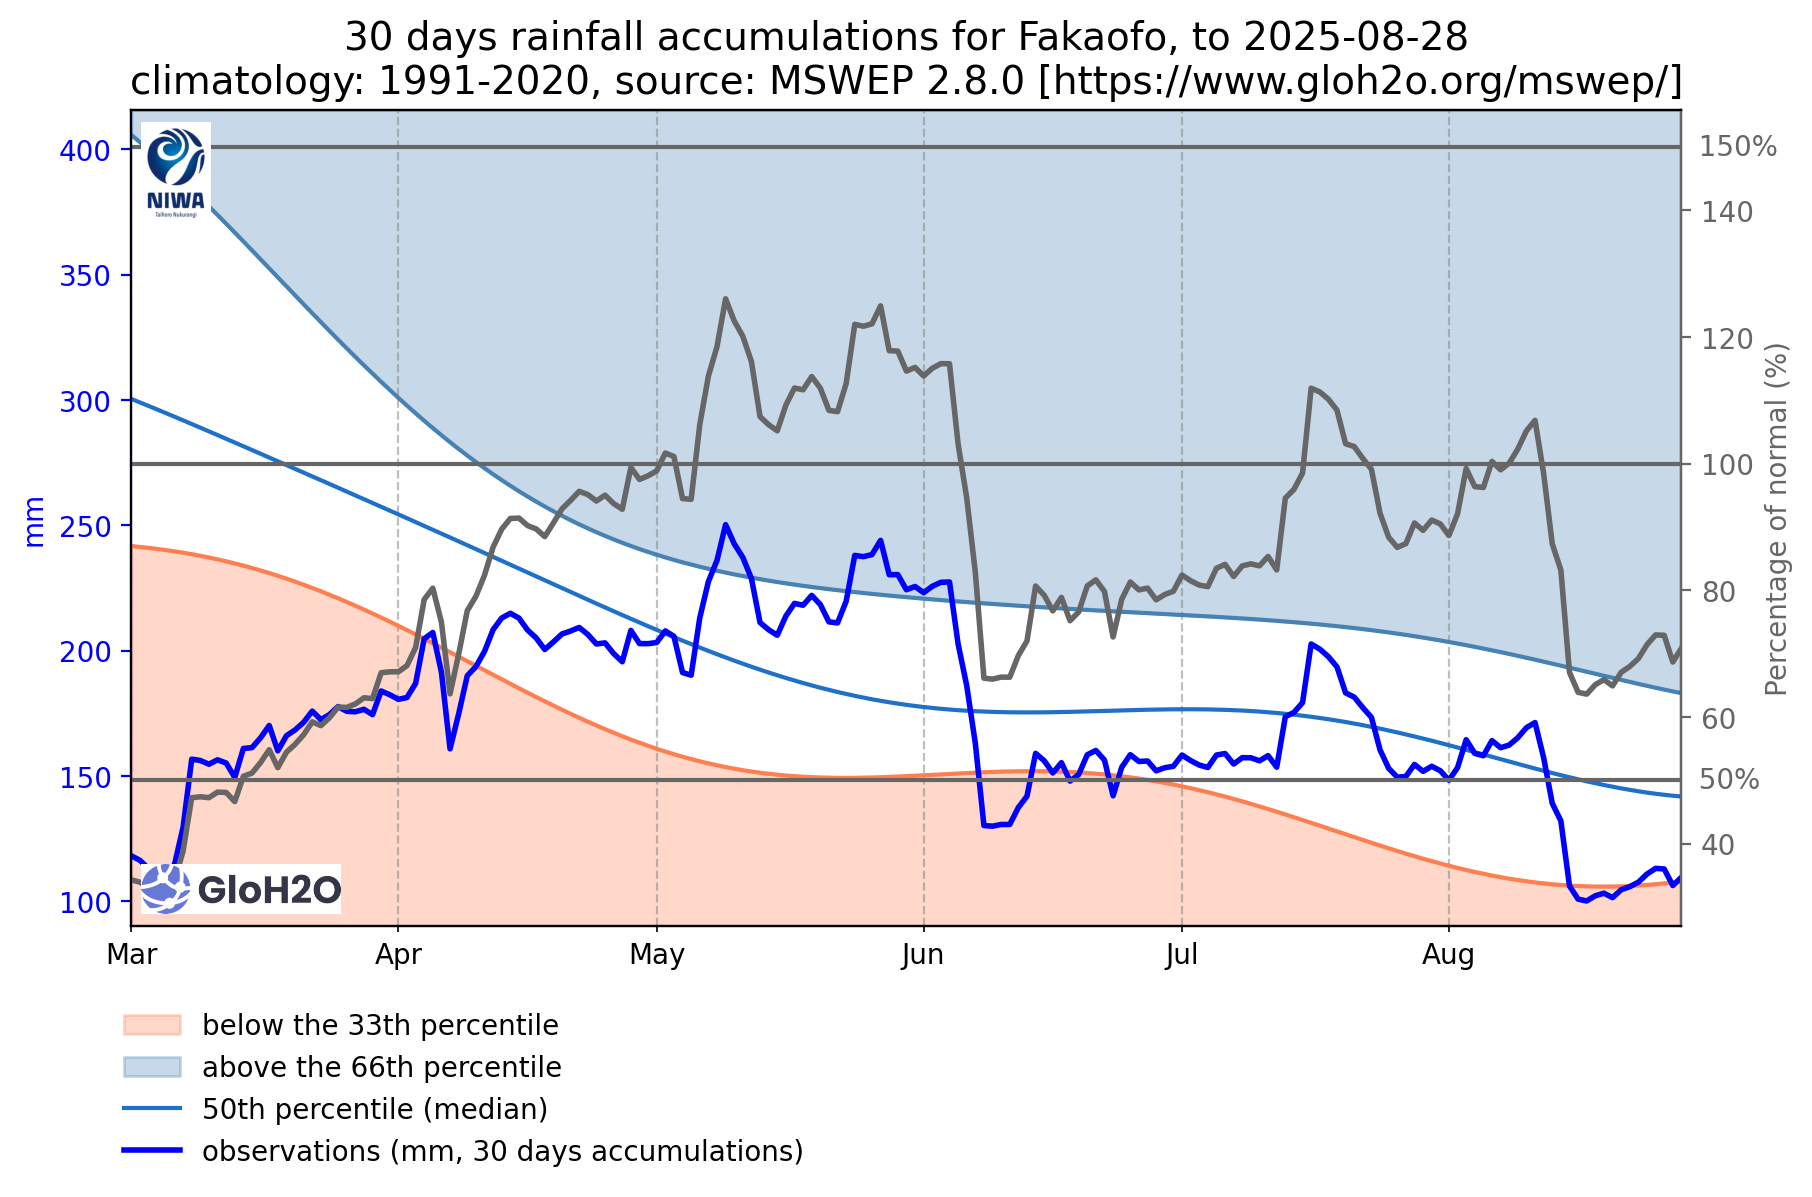 30 days rainfall accumulations for Fakaofo, to 2025-08-28
climatology: 1991-2020, source: MSWEP 2.8.0 [https://www.gloh2o.org/mswep/]
NIWA
Taihoro Nukurangi
400
350
300
250
200
150
100
mm
150%
140
120
100
80
60
50%
40
Percentage of normal (%)
GloH2O
Mar Apr May Jun Jul Aug
below the 33th percentile
above the 66th percentile
50th percentile (median)
observations (mm, 30 days accumulations)